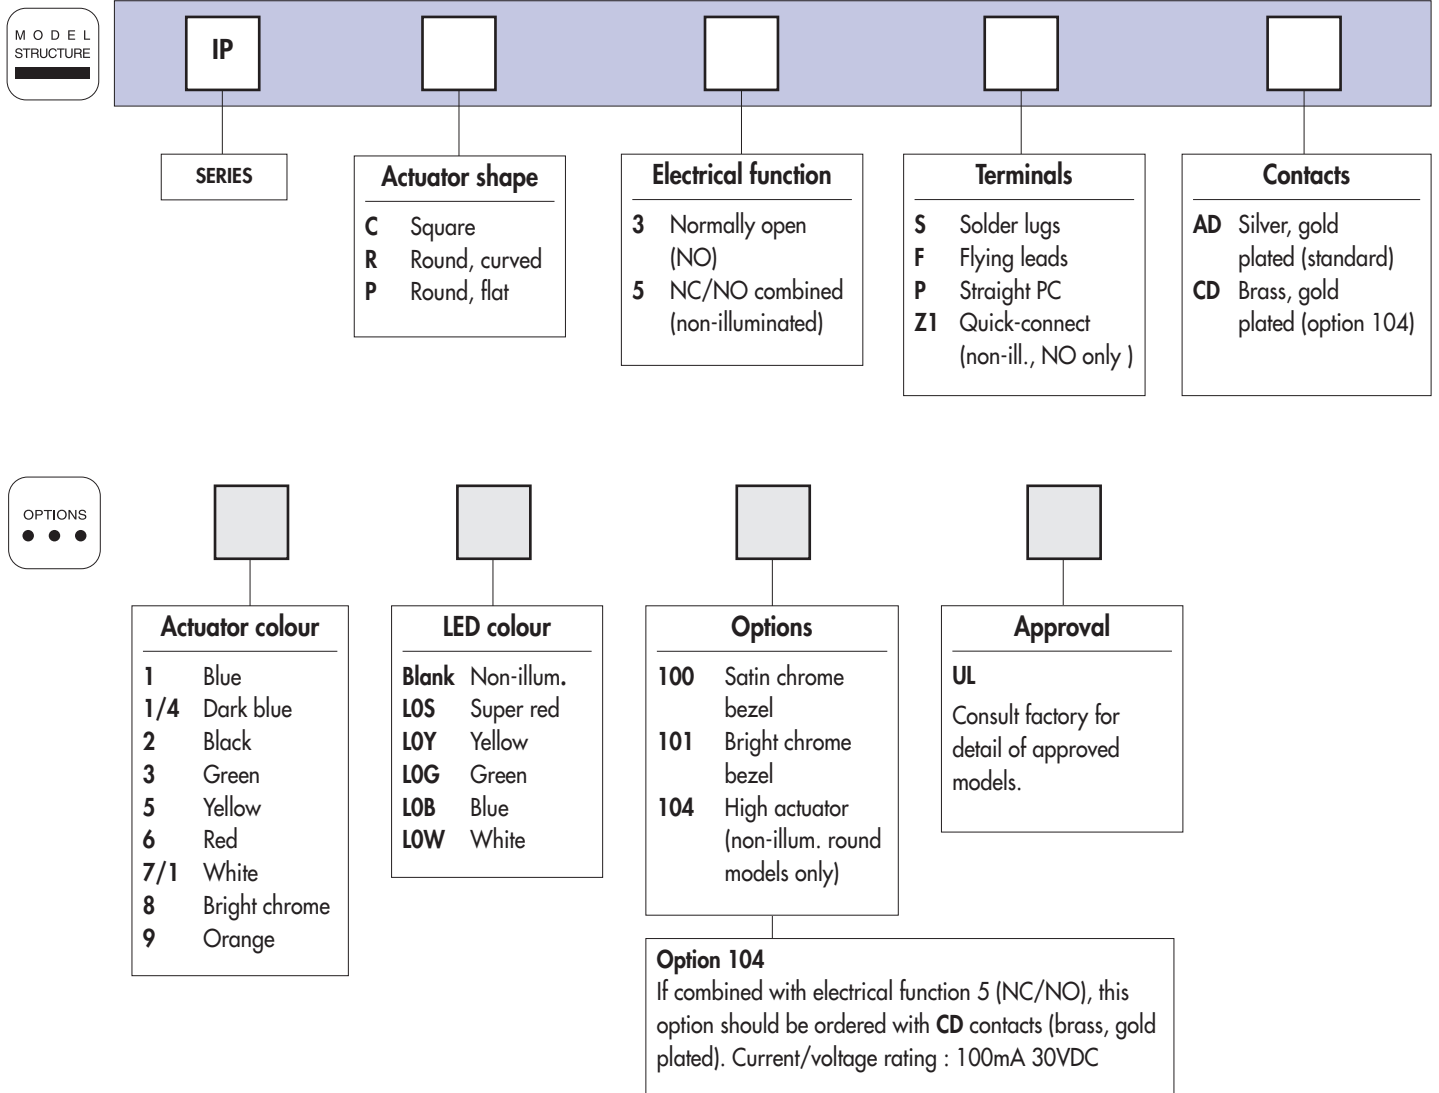 MODEL
STRUCTURE
IP
SERIES
Actuator shape
C Square
R Round, curved
P Round, flat
Electrical function
3 Normally open
(NO)
5 NC/NO combined
(non-illuminated)
Terminals
S Solder lugs
F Flying leads
P Straight PC
Z1 Quick-connect
(non-ill., NO only )
Contacts
AD Silver, gold
plated (standard)
CD Brass, gold
plated (option 104)
OPTIONS
Actuator colour
1 Blue
1/4 Dark blue
2 Black
3 Green
5 Yellow
6 Red
7/1 White
8 Bright chrome
9 Orange
LED colour
Blank Non-illum.
L0S Super red
L0Y Yellow
L0G Green
L0B Blue
L0W White
Options
100 Satin chrome
bezel
101 Bright chrome
bezel
104 High actuator
(non-illum. round
models only)
Approval
UL
Consult factory for
detail of approved
models.
Option 104
If combined with electrical function 5 (NC/NO), this
option should be ordered with CD contacts (brass, gold
plated). Current/voltage rating : 100mA 30VDC